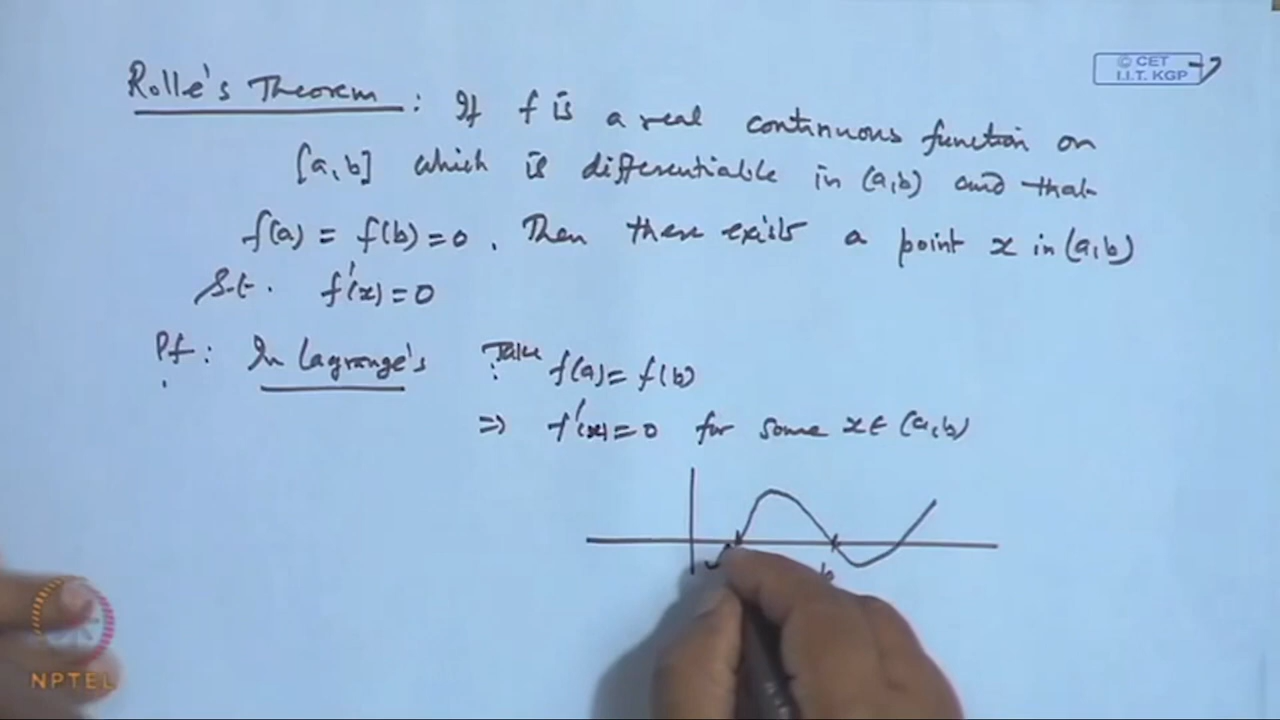 © CET
I.I.T. KGP
Rolle's Theorem : If f is a real continuous function on
[a,b] which is differentiable in (a,b) and that
f(a) = f(b) = 0. Then there exists a point x in (a,b)
S.t. f'(x) = 0
Pf : In Lagrange's Take f(a) = f(b)
⇒ f'(x) = 0 for some x ∈ (a,b)
b
NPTEL